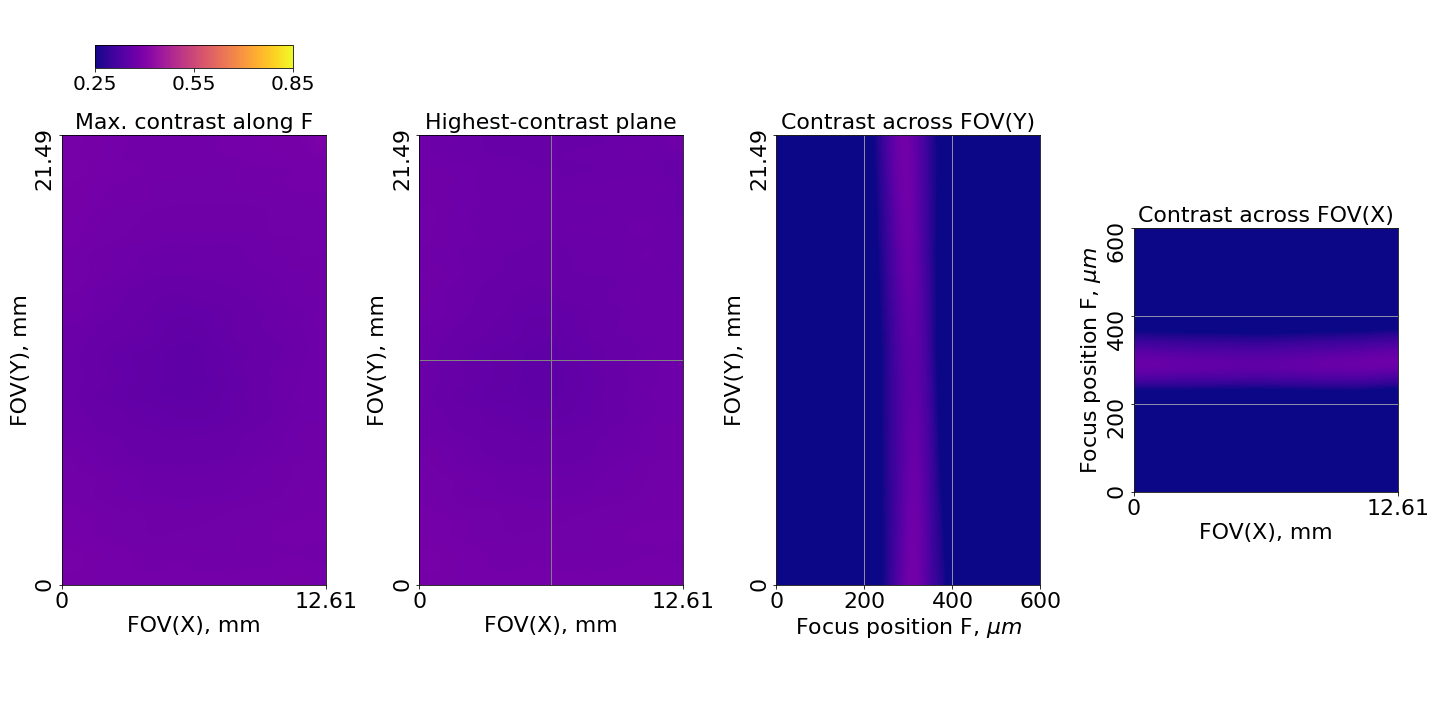 0.25 0.55 0.85
Max. contrast along F
21.49
FOV(Y), mm
0
0 12.61
FOV(X), mm
Highest-contrast plane
21.49
FOV(Y), mm
0
0 12.61
FOV(X), mm
Contrast across FOV(Y)
21.49
FOV(Y), mm
0
0 200 400 600
Focus position F, μm
Contrast across FOV(X)
600
400
200
0
Focus position F, μm
0 12.61
FOV(X), mm